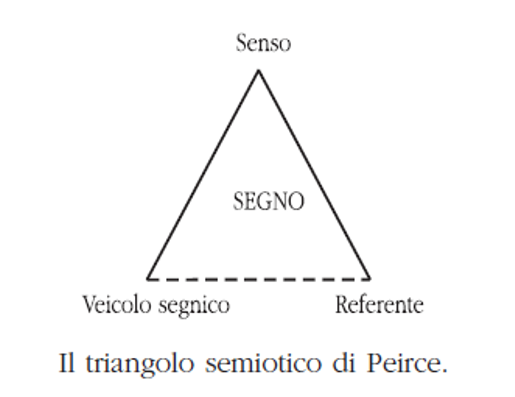 Senso
SEGNO
Veicolo segnico Referente
Il triangolo semiotico di Peirce.